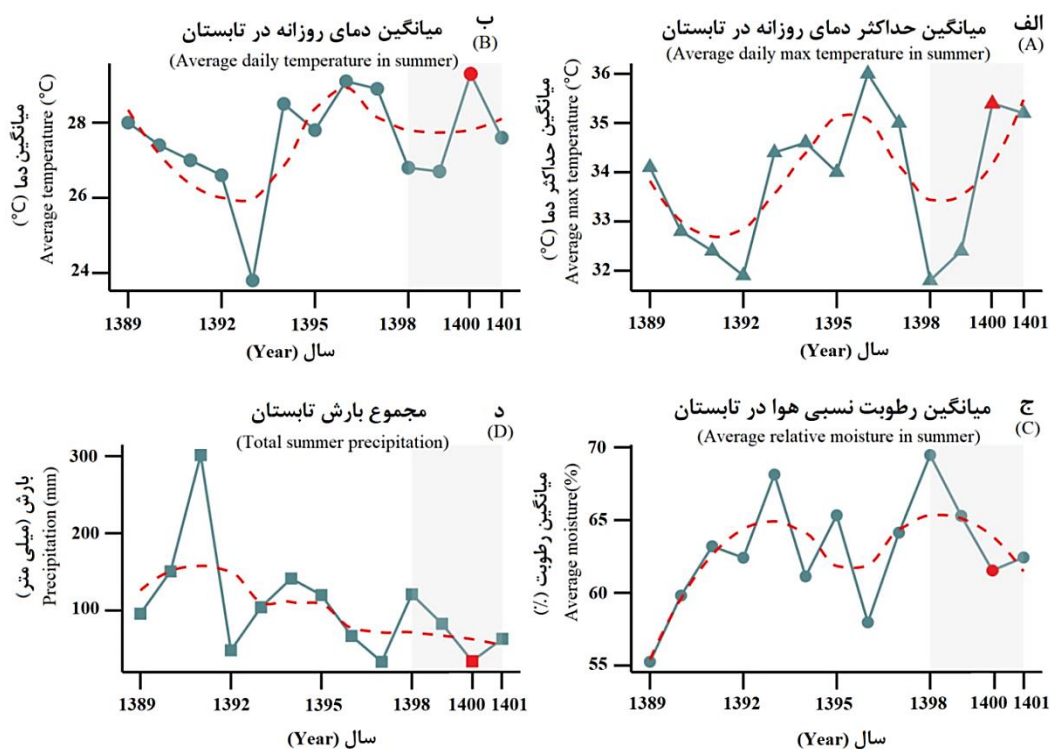 الف
(A)
میانگین حداکثر دمای روزانه در تابستان
(Average daily max temperature in summer)
میانگین حداکثر دما (°C)
Average max temperature (°C)
36
35
34
33
32
1389
1392
1395
1398
1400
1401
سال (Year)
ب
(B)
میانگین دمای روزانه در تابستان
(Average daily temperature in summer)
میانگین دما (°C)
Average temperature (°C)
28
26
24
1389
1392
1395
1398
1400
1401
سال (Year)
ج
(C)
میانگین رطوبت نسبی هوا در تابستان
(Average relative moisture in summer)
میانگین رطوبت (٪)
Average moisture(%)
70
65
60
55
1389
1392
1395
1398
1400
1401
سال (Year)
د
(D)
مجموع بارش تابستان
(Total summer precipitation)
بارش (میلی متر)
Precipitation (mm)
300
200
100
1389
1392
1395
1398
1400
1401
سال (Year)